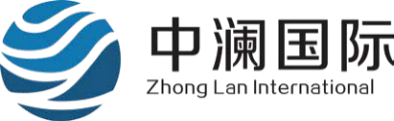 中澜国际
Zhong Lan International